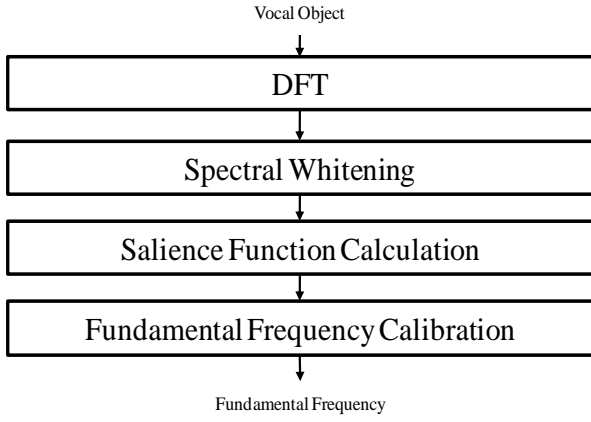 Vocal Object
DFT
Spectral Whitening
Salience Function Calculation
Fundamental Frequency Calibration
Fundamental Frequency